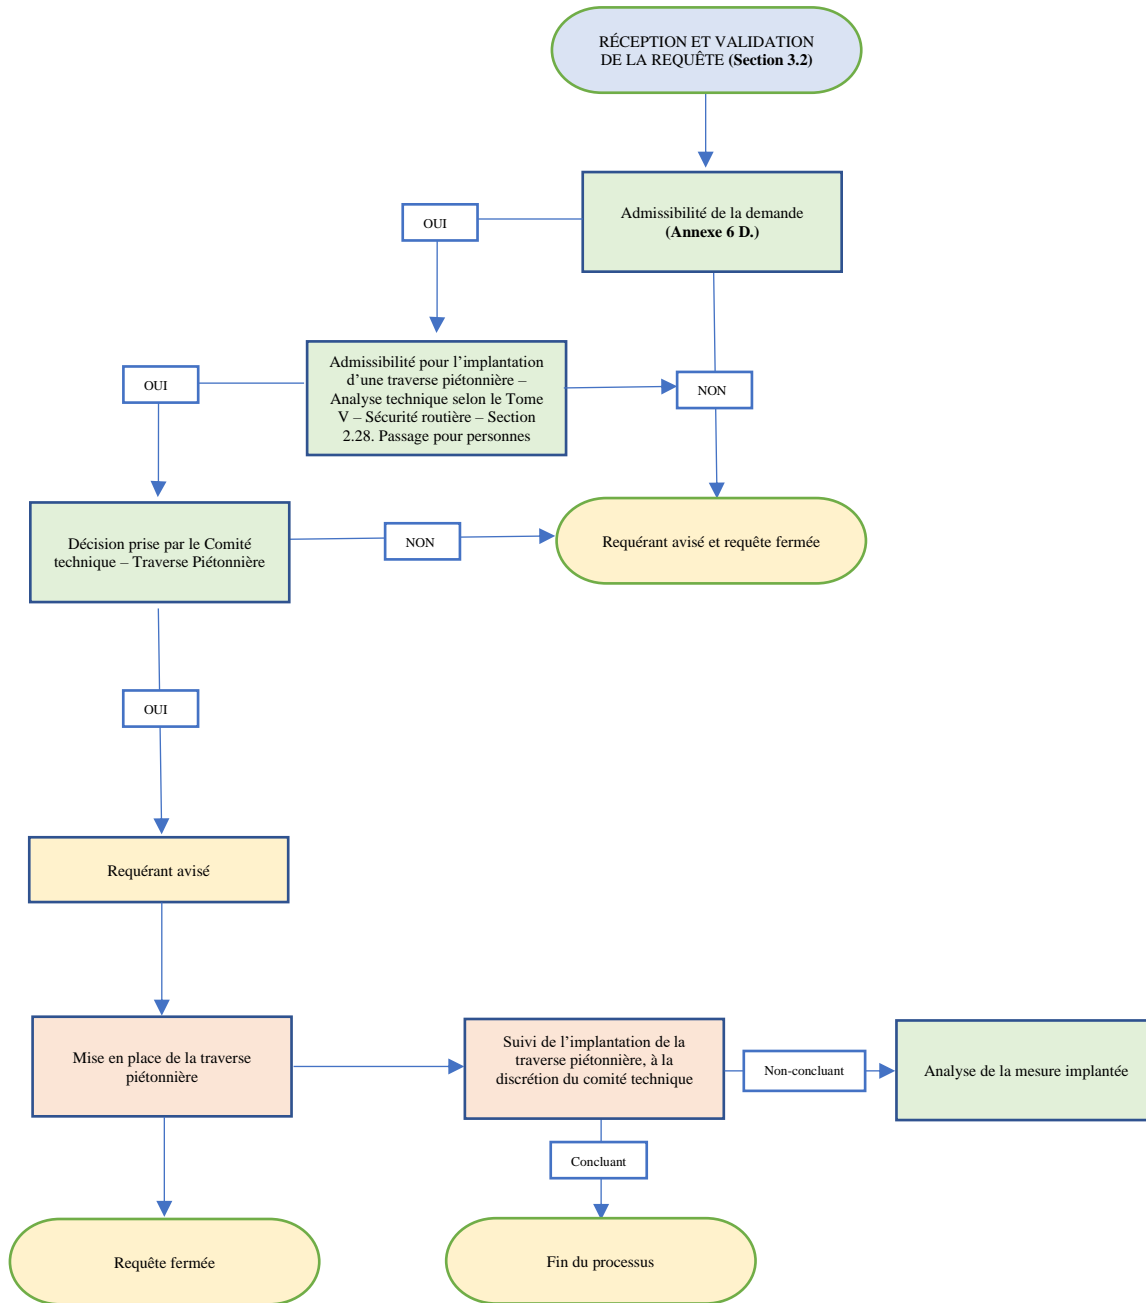 RÉCEPTION ET VALIDATION
DE LA REQUÊTE (Section 3.2)
Admissibilité de la demande
(Annexe 6 D.)
OUI
Admissibilité pour l’implantation
d’une traverse piétonnière –
Analyse technique selon le Tome
V – Sécurité routière – Section
2.28. Passage pour personnes
OUI
NON
Décision prise par le Comité
technique – Traverse Piétonnière
NON
Requérant avisé et requête fermée
OUI
Requérant avisé
Mise en place de la traverse
piétonnière
Suivi de l’implantation de la
traverse piétonnière, à la
discrétion du comité technique
Non-concluant
Analyse de la mesure implantée
Concluant
Requête fermée
Fin du processus